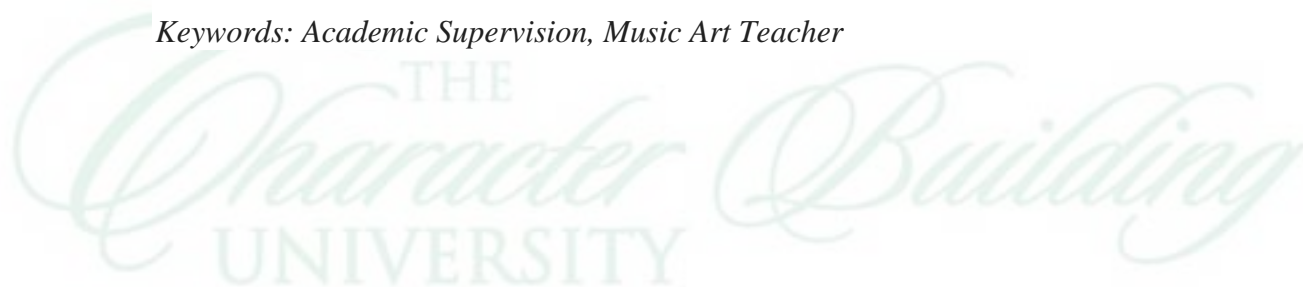 Keywords: Academic Supervision, Music Art Teacher
THE
Character Building
UNIVERSITY